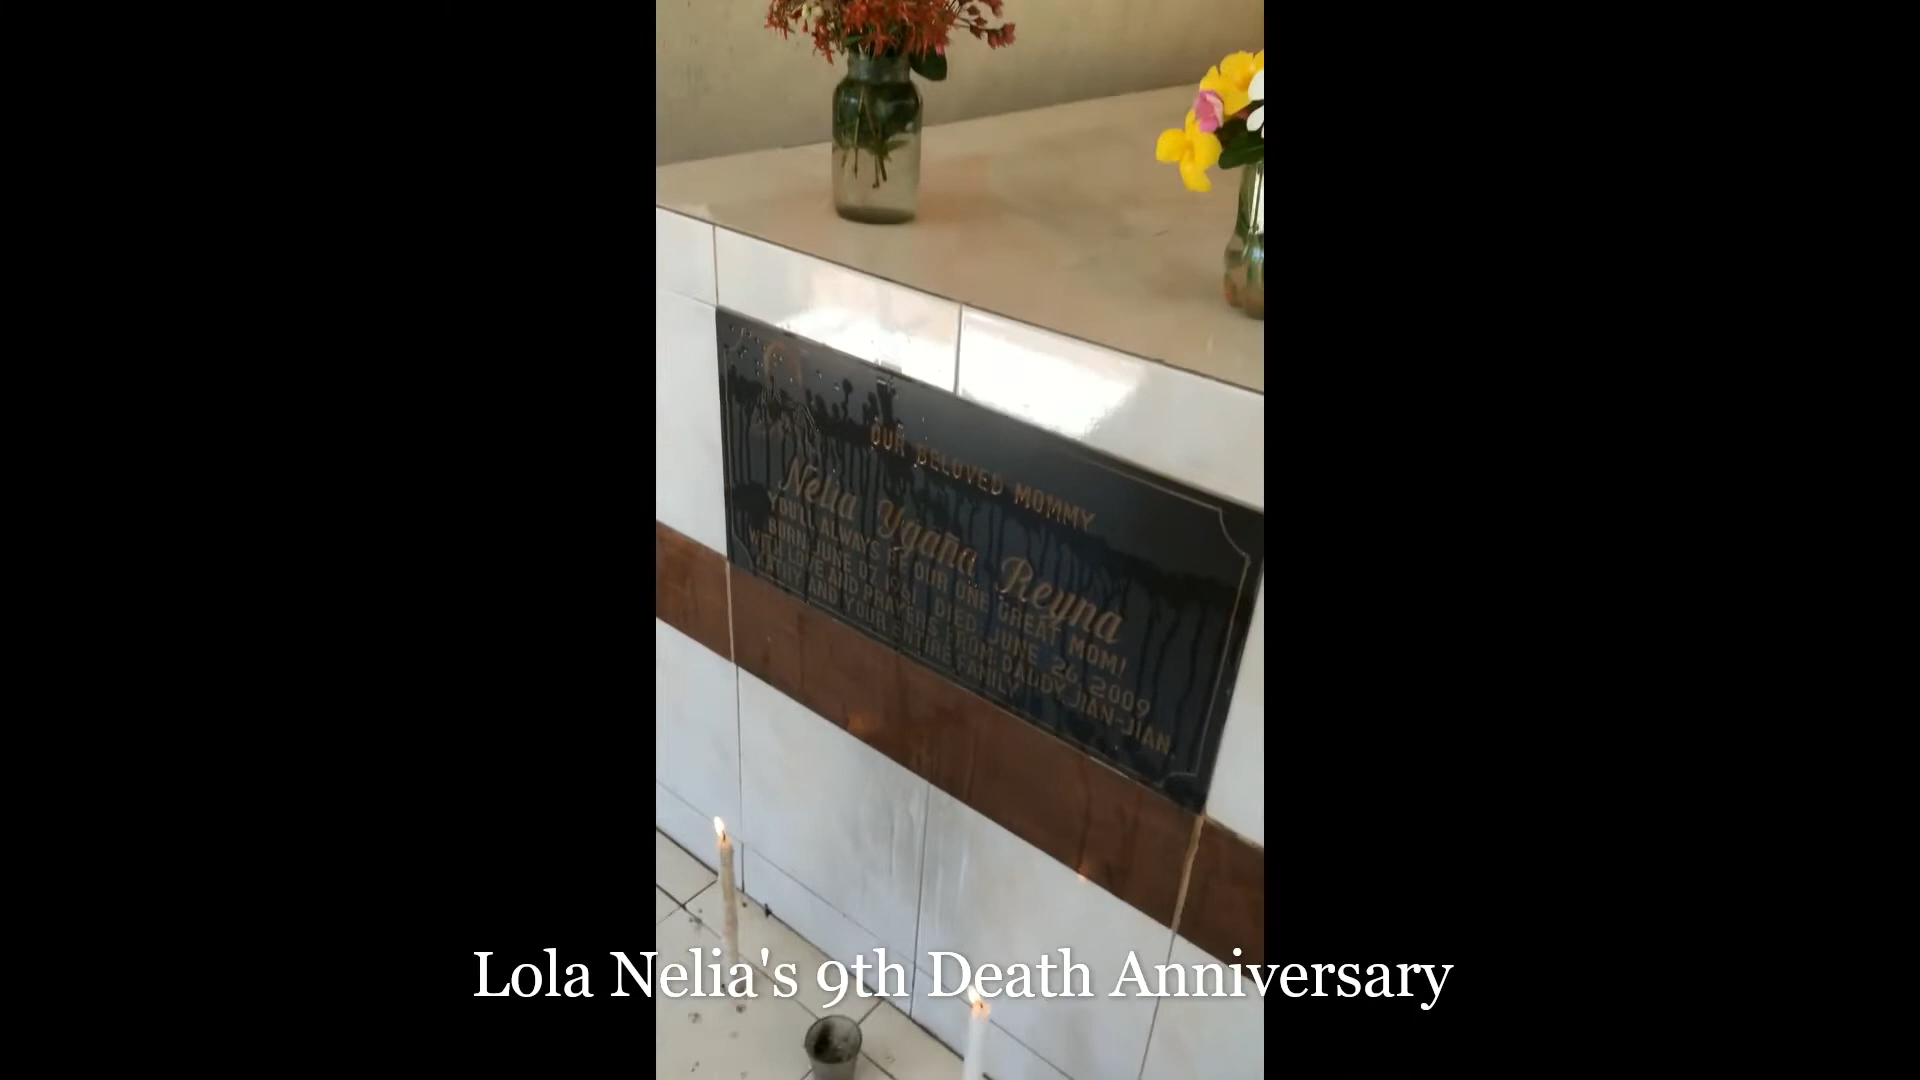 OUR BELOVED MOMMY
Nelia Ygaña Reyna
YOU'LL ALWAYS BE OUR ONE GREAT MOM!
BORN JUNE 07, 1961 DIED JUNE 26, 2009
WITH LOVE AND PRAYERS FROM: DADDY, JIAN-JIAN
KATHY AND YOUR ENTIRE FAMILY
Lola Nelia's 9th Death Anniversary